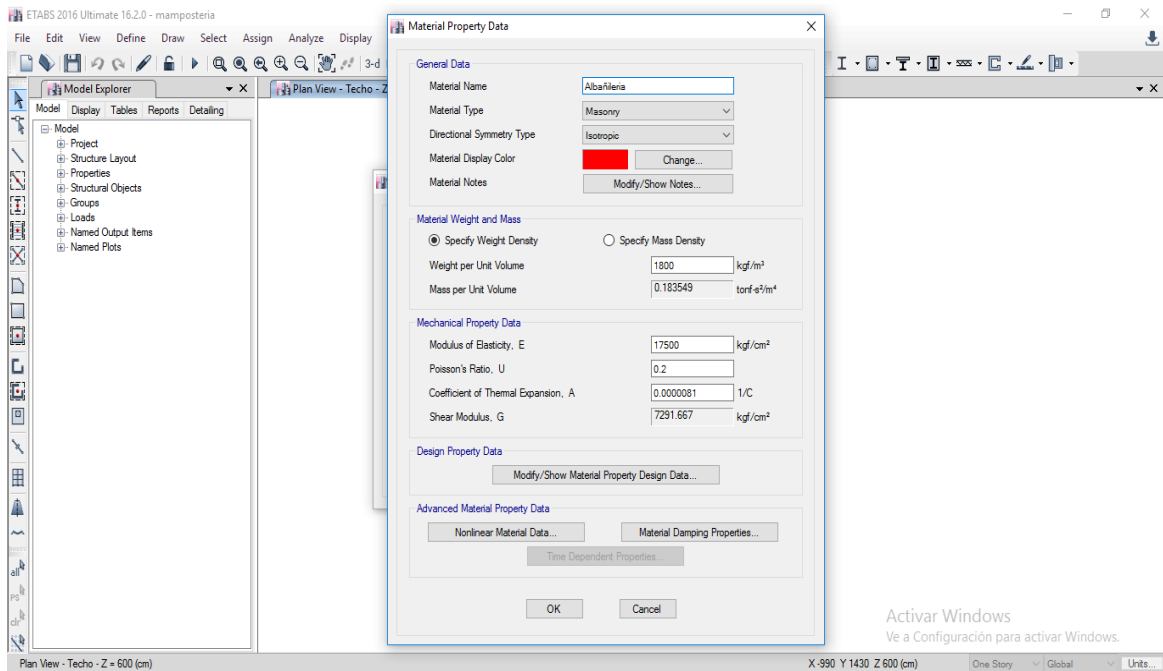 ETABS 2016 Ultimate 16.2.0 - mamposteria
File Edit View Define Draw Select Assign Analyze Display
3-d
Model Explorer
Model Display Tables Reports Detailing
Model
Project
Structure Layout
Properties
Structural Objects
Groups
Loads
Named Output Items
Named Plots
all
ps
clr
Plan View - Techo - Z
Material Property Data
General Data
Material Name Albañileria
Material Type Masonry
Directional Symmetry Type Isotropic
Material Display Color Change...
Material Notes Modify/Show Notes...
Material Weight and Mass
Specify Weight Density Specify Mass Density
Weight per Unit Volume 1800 kgf/m³
Mass per Unit Volume 0.183549 tonf-s²/m⁴
Mechanical Property Data
Modulus of Elasticity, E 17500 kgf/cm²
Poisson's Ratio, U 0.2
Coefficient of Thermal Expansion, A 0.0000081 1/C
Shear Modulus, G 7291.667 kgf/cm²
Design Property Data
Modify/Show Material Property Design Data...
Advanced Material Property Data
Nonlinear Material Data... Material Damping Properties...
Time Dependent Properties...
OK Cancel
Activar Windows
Ve a Configuración para activar Windows.
Plan View - Techo - Z = 600 (cm) X -990 Y 1430 Z 600 (cm) One Story Global Units...